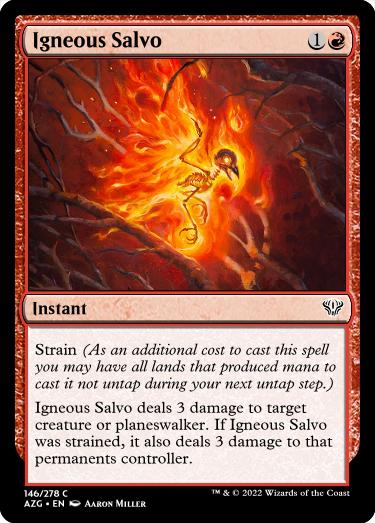 Igneous Salvo 1
Instant
Strain (As an additional cost to cast this spell
you may have all lands that produced mana to
cast it not untap during your next untap step.)
Igneous Salvo deals 3 damage to target
creature or planeswalker. If Igneous Salvo
was strained, it also deals 3 damage to that
permanents controller.
146/278 C
AZG • EN AARON MILLER
™ & © 2022 Wizards of the Coast